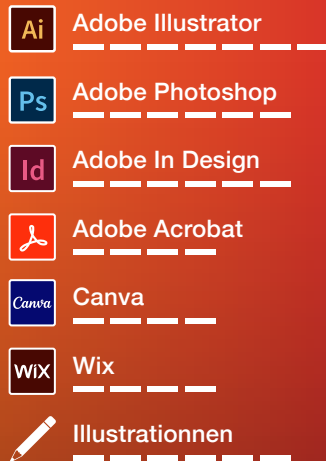 Ai Adobe Illustrator
Ps Adobe Photoshop
Id Adobe In Design
Adobe Acrobat
Canva Canva
WiX Wix
Illustrationnen